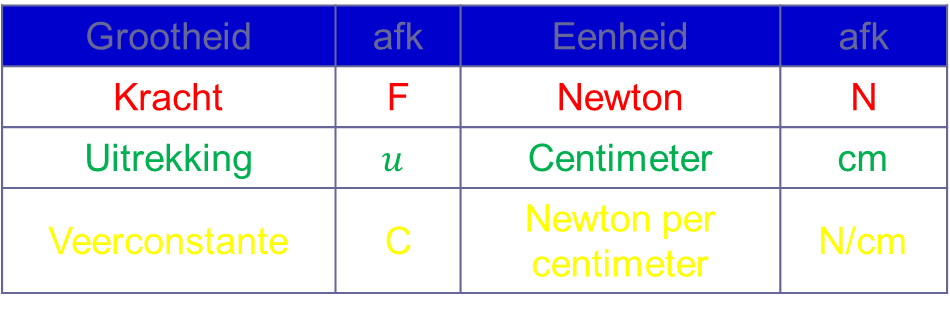 Grootheid afk Eenheid afk
Kracht F Newton N
Uitrekking u Centimeter cm
Veerconstante C Newton per centimeter N/cm